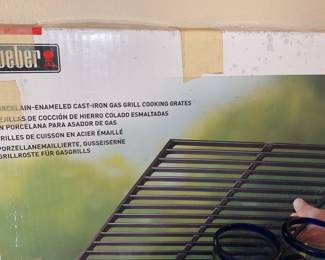 weber
PORCELAIN-ENAMELED CAST-IRON GAS GRILL COOKING GRATES
REJILLAS DE COCCIÓN DE HIERRO COLADO ESMALTADAS
EN PORCELANA PARA ASADOR DE GAS
GRILLES DE CUISSON EN ACIER ÉMAILLÉ
PORZELLANEMAILLIERTE, GUSSEISERNE
GRILLROSTE FÜR GASGRILLS